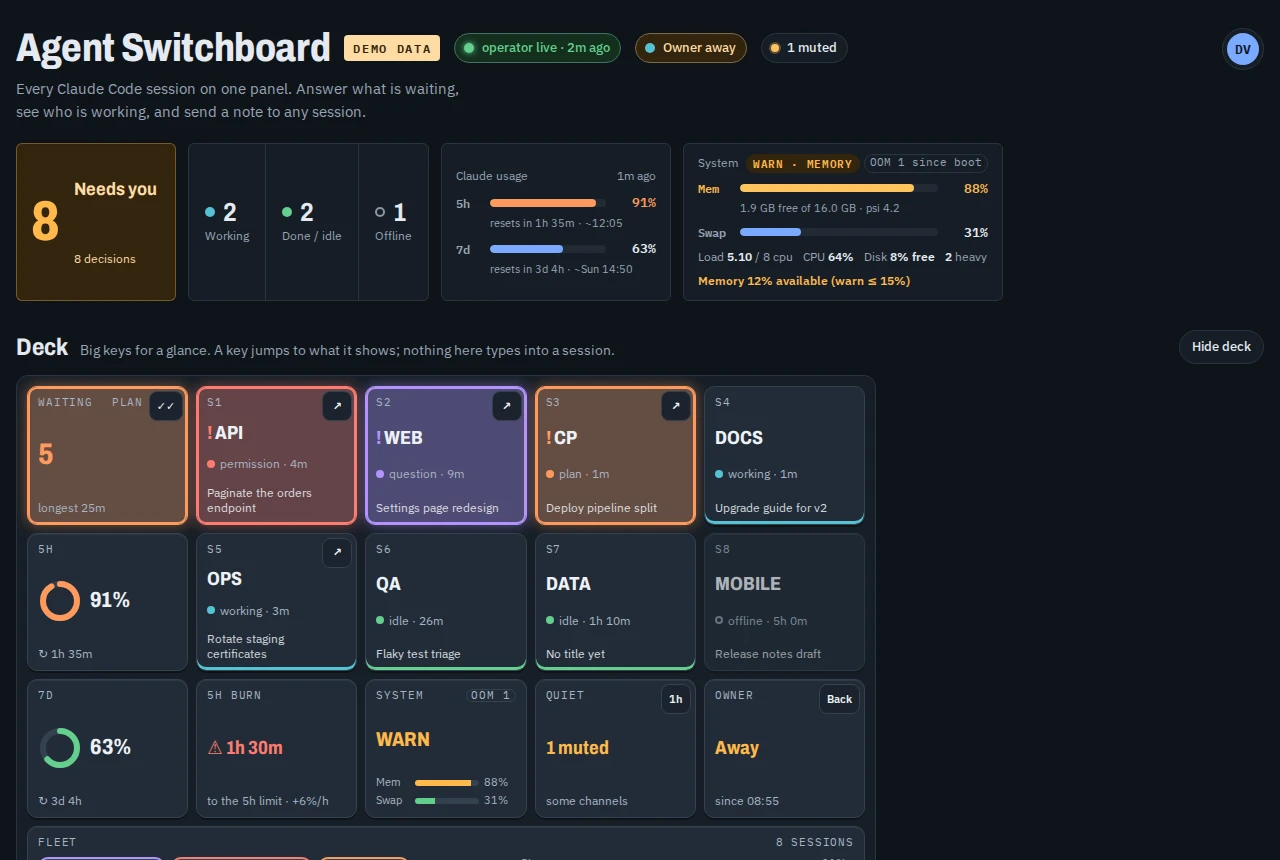 Agent Switchboard DEMO DATA operator live · 2m ago Owner away 1 muted DV
Every Claude Code session on one panel. Answer what is waiting,
see who is working, and send a note to any session.
8 Needs you
8 decisions
2 Working
2 Done / idle
1 Offline
Claude usage 1m ago
5h 91%
resets in 1h 35m · ~12:05
7d 63%
resets in 3d 4h · ~Sun 14:50
System WARN · MEMORY OOM 1 since boot
Mem 88%
1.9 GB free of 16.0 GB · psi 4.2
Swap 31%
Load 5.10 / 8 cpu CPU 64% Disk 8% free 2 heavy
Memory 12% available (warn ≤ 15%)
Deck Big keys for a glance. A key jumps to what it shows; nothing here types into a session. Hide deck
WAITING PLAN ✓✓
5
longest 25m
S1 ↗
!API
permission · 4m
Paginate the orders
endpoint
S2 ↗
!WEB
question · 9m
Settings page redesign
S3 ↗
!CP
plan · 1m
Deploy pipeline split
S4
DOCS
working · 1m
Upgrade guide for v2
5H
91%
↻ 1h 35m
S5 ↗
OPS
working · 3m
Rotate staging
certificates
S6
QA
idle · 26m
Flaky test triage
S7
DATA
idle · 1h 10m
No title yet
S8
MOBILE
offline · 5h 0m
Release notes draft
7D
63%
↻ 3d 4h
5H BURN
⚠ 1h 30m
to the 5h limit · +6%/h
SYSTEM OOM 1
WARN
Mem 88%
Swap 31%
QUIET 1h
1 muted
some channels
OWNER Back
Away
since 08:55
FLEET 8 SESSIONS